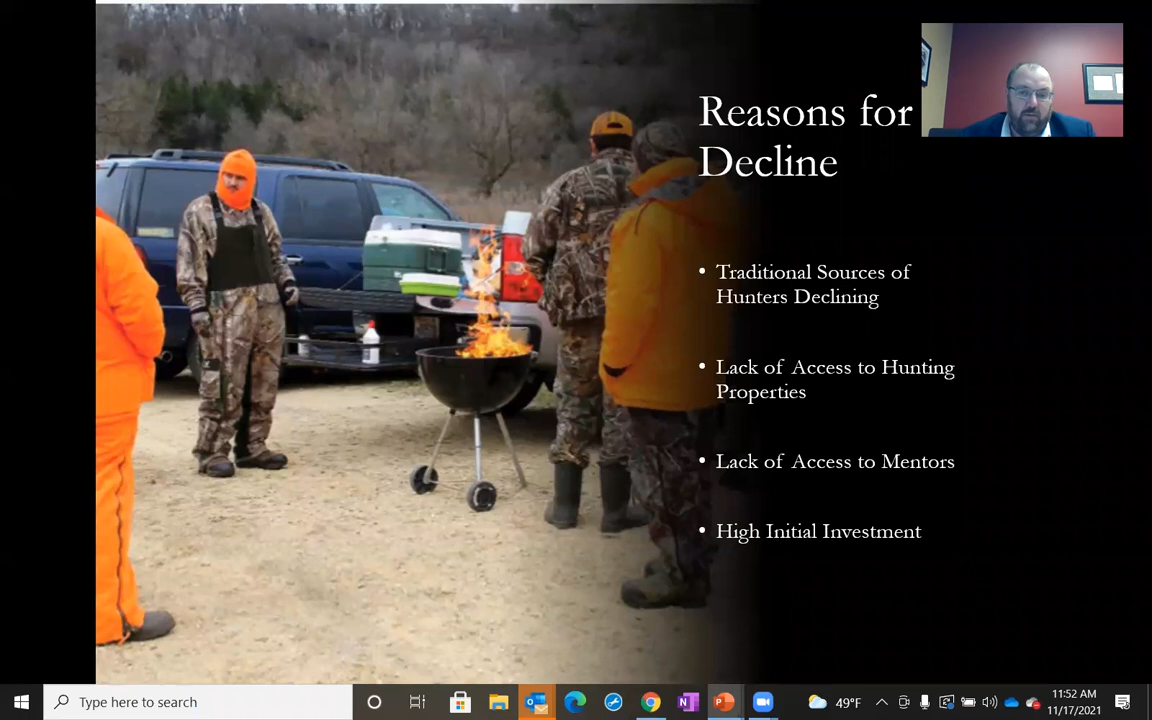 Reasons for
Decline
• Traditional Sources of
Hunters Declining
• Lack of Access to Hunting
Properties
• Lack of Access to Mentors
• High Initial Investment
Type here to search
49°F
11:52 AM
11/17/2021